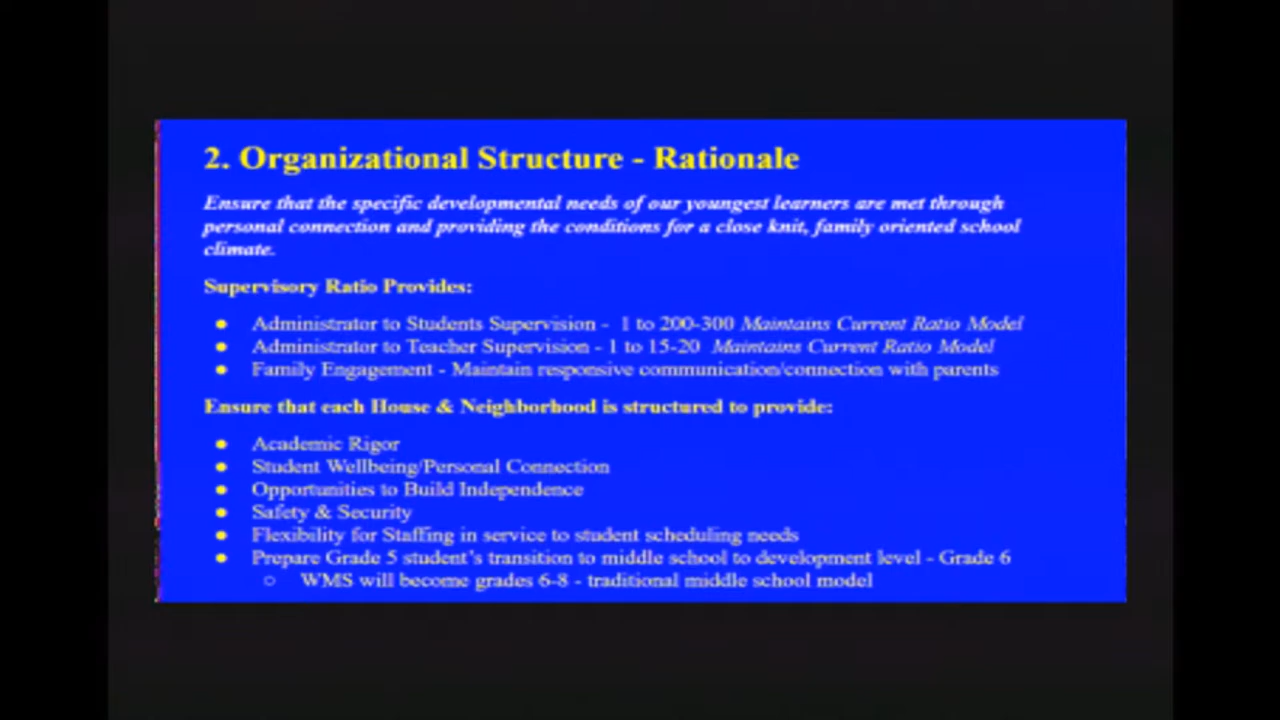 2. Organizational Structure - Rationale
Ensure that the specific developmental needs of our youngest learners are met through
personal connection and providing the conditions for a close knit, family oriented school
climate.
Supervisory Ratio Provides:
● Administrator to Students Supervision - 1 to 200-300 Maintains Current Ratio Model
● Administrator to Teacher Supervision - 1 to 15-20 Maintains Current Ratio Model
● Family Engagement - Maintain responsive communication/connection with parents
Ensure that each House & Neighborhood is structured to provide:
● Academic Rigor
● Student Wellbeing/Personal Connection
● Opportunities to Build Independence
● Safety & Security
● Flexibility for Staffing in service to student scheduling needs
● Prepare Grade 5 student's transition to middle school to development level - Grade 6
○ WMS will become grades 6-8 - traditional middle school model